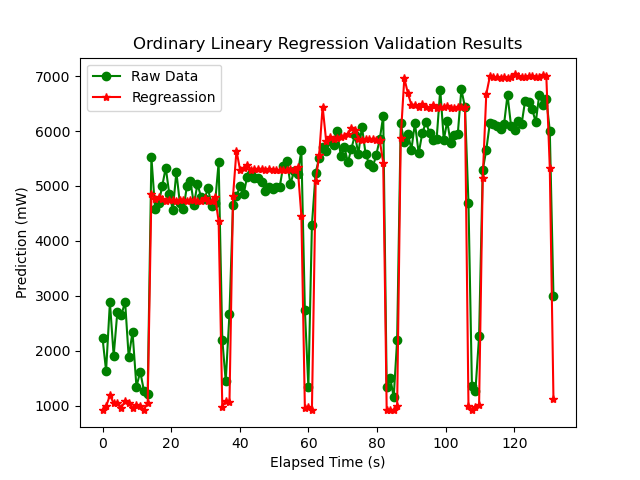 Ordinary Lineary Regression Validation Results
Raw Data
Regreassion
Prediction (mW)
7000
6000
5000
4000
3000
2000
1000
0 20 40 60 80 100 120
Elapsed Time (s)